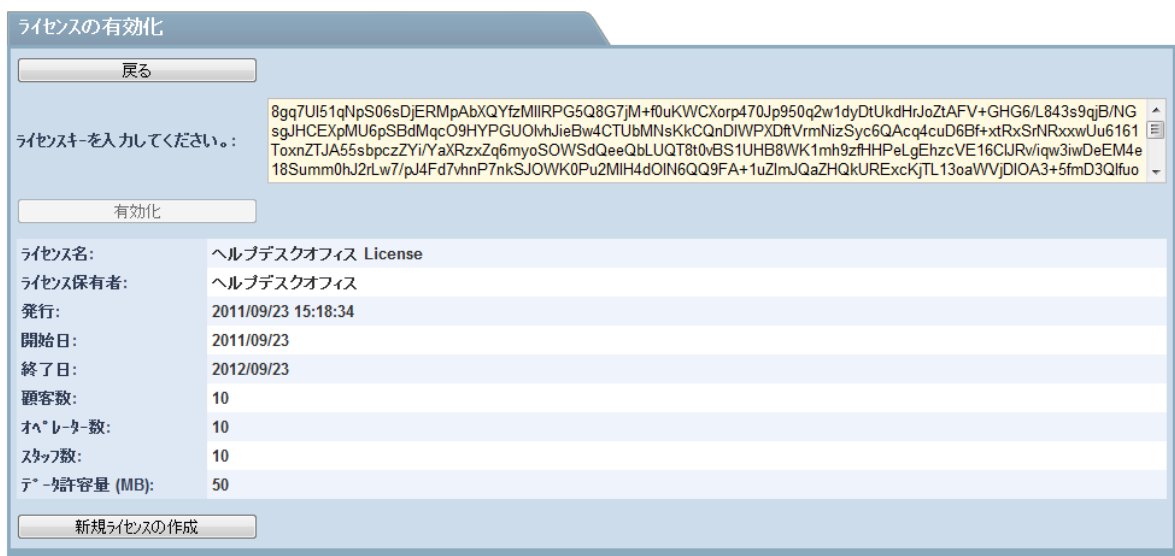 ライセンスの有効化
戻る
ライセンスキーを入力してください。:
8gq7UI51qNpS06sDjERMpAbXQYfzMIlRPG5Q8G7jM+f0uKWCXorp470Jp950q2w1dyDtUkdHrJoZtAFV+GHG6/L843s9qjB/NG
sgJHCEXpMU6pSBdMqcO9HYPGUOlvhJieBw4CTUbMNsKkCQnDIWPXDftVrmNizSyc6QAcq4cuD6Bf+xtRxSrNRxxwUu6161
ToxnZTJA55sbpczZYi/YaXRzxZq6myoSOWSdQeeQbLUQT8t0vBS1UHB8WK1mh9zfHHPeLgEhzcVE16ClJRv/iqw3iwDeEM4e
18Summ0hJ2rLw7/pJ4Fd7vhnP7nkSJOWK0Pu2MlH4dOlN6QQ9FA+1uZlmJQaZHQkURExcKjTL13oaWVjDlOA3+5fmD3Qlfuo
有効化
ライセンス名: ヘルプデスクオフィス License
ライセンス保有者: ヘルプデスクオフィス
発行: 2011/09/23 15:18:34
開始日: 2011/09/23
終了日: 2012/09/23
顧客数: 10
オペレーター数: 10
スタッフ数: 10
データ許容量 (MB): 50
新規ライセンスの作成